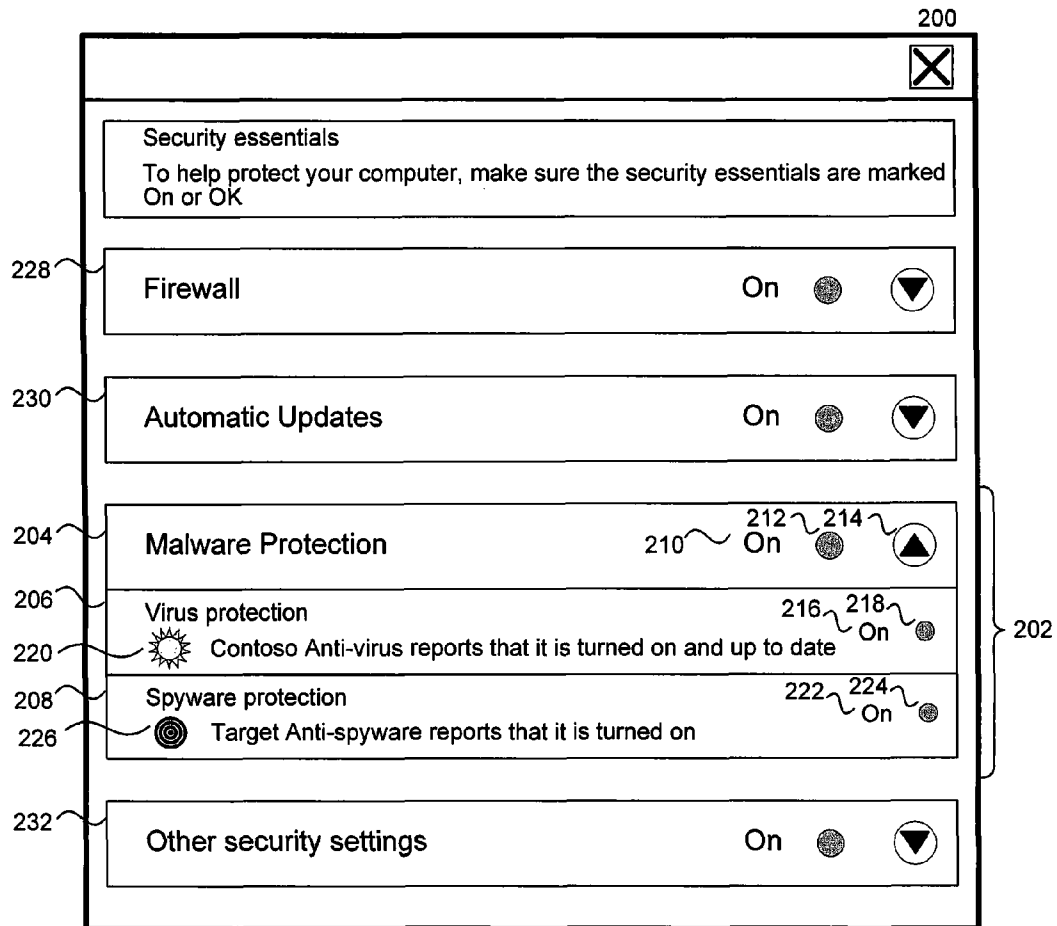 200
Security essentials
To help protect your computer, make sure the security essentials are marked
On or OK
228
Firewall On
230
Automatic Updates On
204 Malware Protection 210 On 212 214
206 Virus protection 216 On 218
220 Contoso Anti-virus reports that it is turned on and up to date
202
208 Spyware protection 222 On 224
226 Target Anti-spyware reports that it is turned on
232
Other security settings On